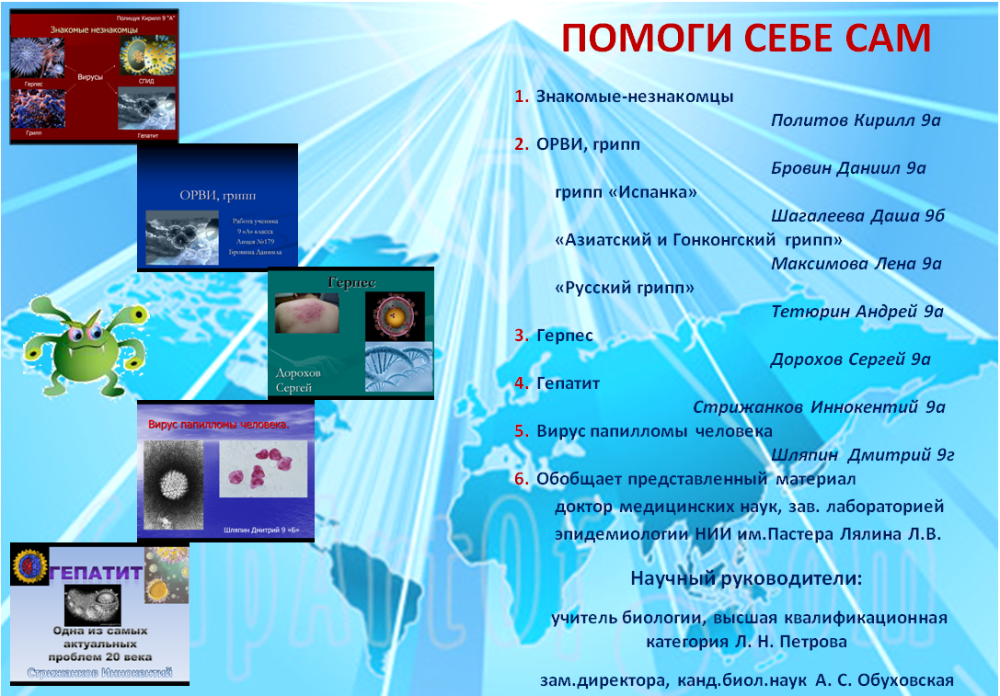 Полищук Кирилл 9 "А"
Знакомые незнакомцы
Вирусы
Герпес
СПИД
Грипп
Гепатит
ОРВИ, грипп
Работа ученика
9 «А» класса
Лицея №179
Бровина Даниила
Герпес
Дорохов
Сергей
Вирус папилломы человека.
Шляпин Дмитрий 9 «Б»
ГЕПАТИТ
Одна из самых
актуальных
проблем 20 века
Стрижанков Иннокентий
ПОМОГИ СЕБЕ САМ
1. Знакомые-незнакомцы
Политов Кирилл 9а
2. ОРВИ, грипп
Бровин Даниил 9а
грипп «Испанка»
Шагалеева Даша 9б
«Азиатский и Гонконгский грипп»
Максимова Лена 9а
«Русский грипп»
Тетюрин Андрей 9а
3. Герпес
Дорохов Сергей 9а
4. Гепатит
Стрижанков Иннокентий 9а
5. Вирус папилломы человека
Шляпин Дмитрий 9г
6. Обобщает представленный материал
доктор медицинских наук, зав. лабораторией
эпидемиологии НИИ им.Пастера Лялина Л.В.
Научный руководители:
учитель биологии, высшая квалификационная
категория Л. Н. Петрова
зам.директора, канд.биол.наук А. С. Обуховская